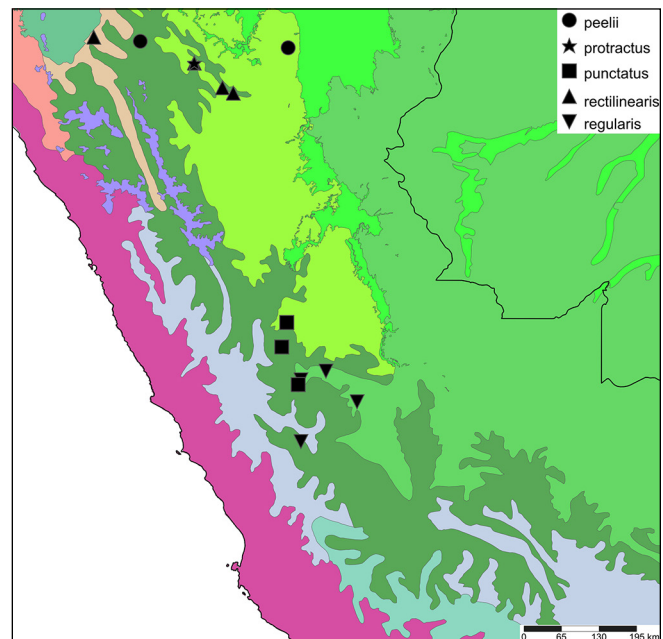 peelii
protractus
punctatus
rectilinearis
regularis
0 65 130 195 km